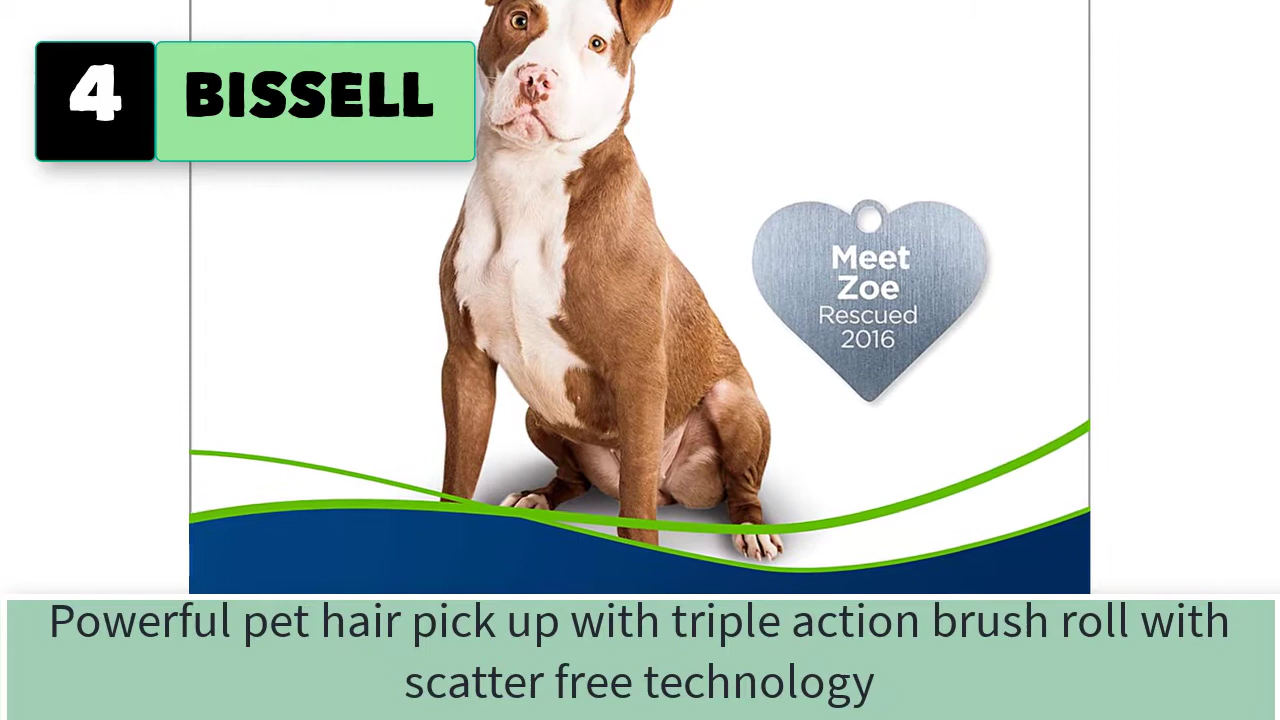 4 BISSELL
Meet
Zoe
Rescued
2016
Powerful pet hair pick up with triple action brush roll with
scatter free technology